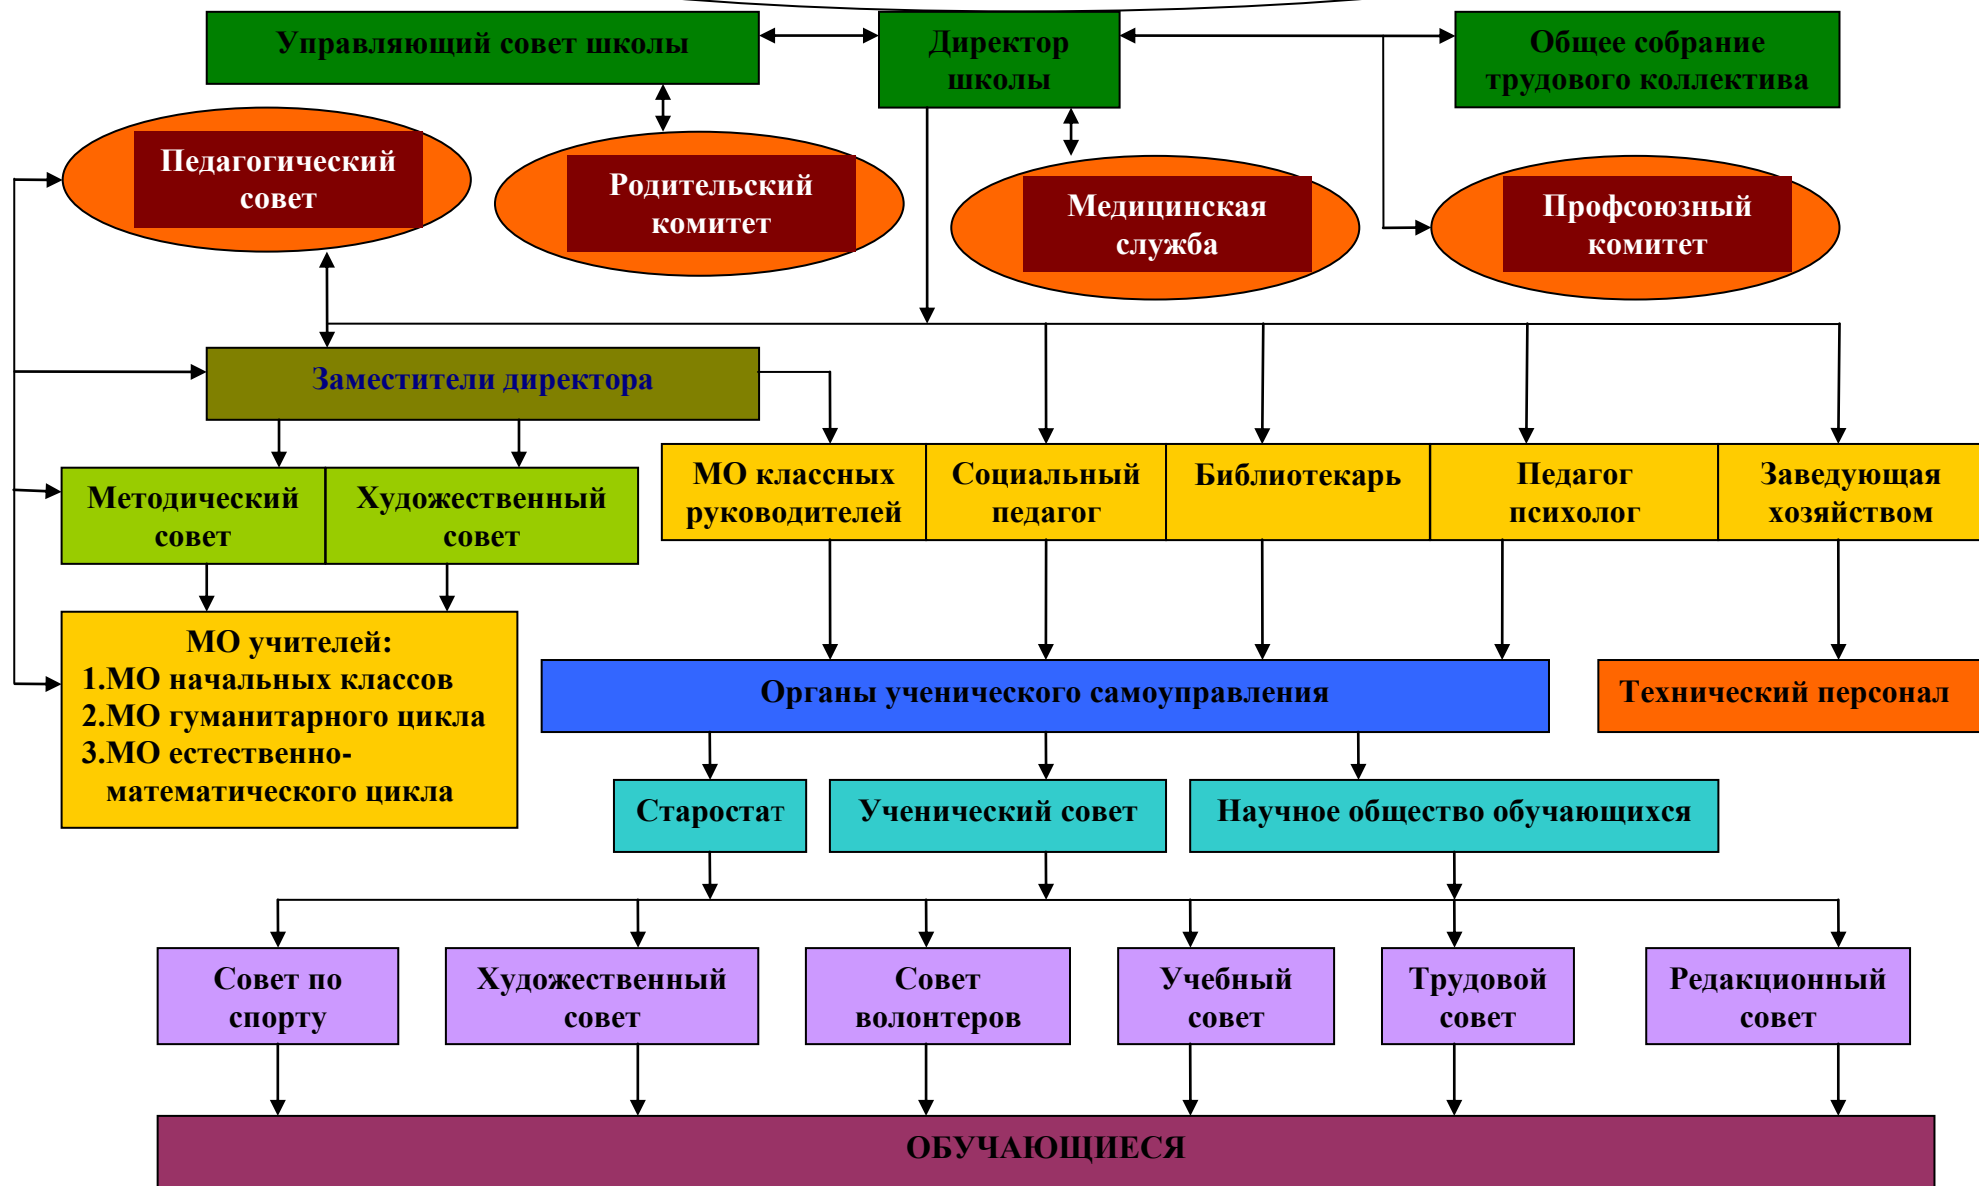 Управляющий совет школы
Директор
школы
Общее собрание
трудового коллектива
Педагогический
совет
Родительский
комитет
Медицинская
служба
Профсоюзный
комитет
Заместители директора
Методический
совет
Художественный
совет
МО классных
руководителей
Социальный
педагог
Библиотекарь
Педагог
психолог
Заведующая
хозяйством
МО учителей:
1.МО начальных классов
2.МО гуманитарного цикла
3.МО естественно-
математического цикла
Органы ученического самоуправления
Технический персонал
Старостат
Ученический совет
Научное общество обучающихся
Совет по
спорту
Художественный
совет
Совет
волонтеров
Учебный
совет
Трудовой
совет
Редакционный
совет
ОБУЧАЮЩИЕСЯ